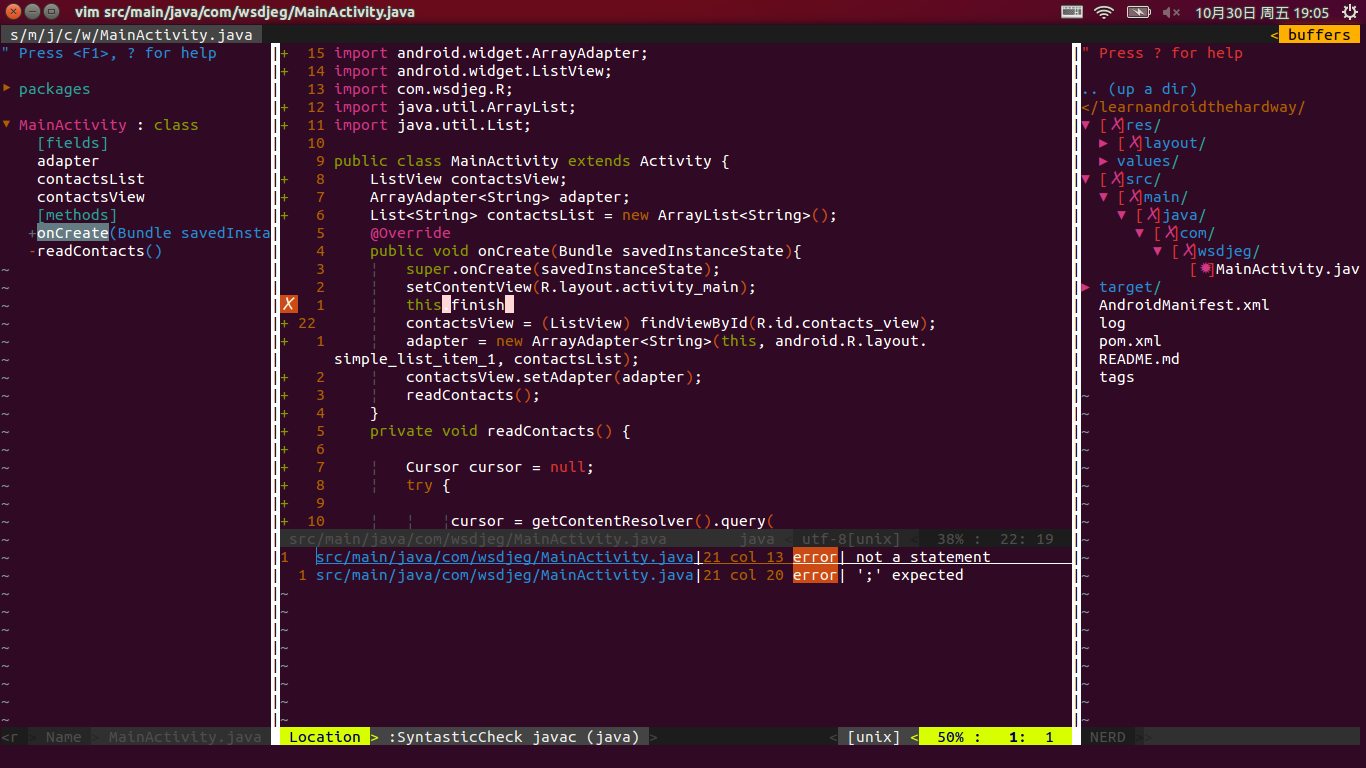 vim src/main/java/com/wsdjeg/MainActivity.java
10月30日 周五 19:05
s/m/j/c/w/MainActivity.java
< buffers
" Press <F1>, ? for help
▸ packages
▾ MainActivity : class
[fields]
adapter
contactsList
contactsView
[methods]
+onCreate(Bundle savedInsta
-readContacts()
~
<r > Name > MainActivity.java
+ 15 import android.widget.ArrayAdapter;
+ 14 import android.widget.ListView;
13 import com.wsdjeg.R;
+ 12 import java.util.ArrayList;
+ 11 import java.util.List;
10
9 public class MainActivity extends Activity {
+ 8 ListView contactsView;
+ 7 ArrayAdapter<String> adapter;
+ 6 List<String> contactsList = new ArrayList<String>();
5 @Override
4 public void onCreate(Bundle savedInstanceState){
3 ¦ super.onCreate(savedInstanceState);
2 ¦ setContentView(R.layout.activity_main);
✗ 1 ¦ this finish
+ 22 ¦ contactsView = (ListView) findViewById(R.id.contacts_view);
+ 1 ¦ adapter = new ArrayAdapter<String>(this, android.R.layout.
simple_list_item_1, contactsList);
+ 2 ¦ contactsView.setAdapter(adapter);
+ 3 ¦ readContacts();
+ 4 }
+ 5 private void readContacts() {
+ 6
+ 7 ¦ Cursor cursor = null;
+ 8 ¦ try {
+ 9
+ 10 ¦ ¦ ¦cursor = getContentResolver().query(
src/main/java/com/wsdjeg/MainActivity.java java < utf-8[unix] < 38% : 22: 19
1 src/main/java/com/wsdjeg/MainActivity.java|21 col 13 error| not a statement
1 src/main/java/com/wsdjeg/MainActivity.java|21 col 20 error| ';' expected
~
Location > :SyntasticCheck javac (java) > < [unix] < 50% : 1: 1
" Press ? for help
.. (up a dir)
</learnandroidthehardway/
▼ [✗]res/
▶ [✗]layout/
▶ values/
▼ [✗]src/
▼ [✗]main/
▼ [✗]java/
▼ [✗]com/
▼ [✗]wsdjeg/
[✹]MainActivity.jav
▶ target/
AndroidManifest.xml
log
pom.xml
README.md
tags
~
NERD >>